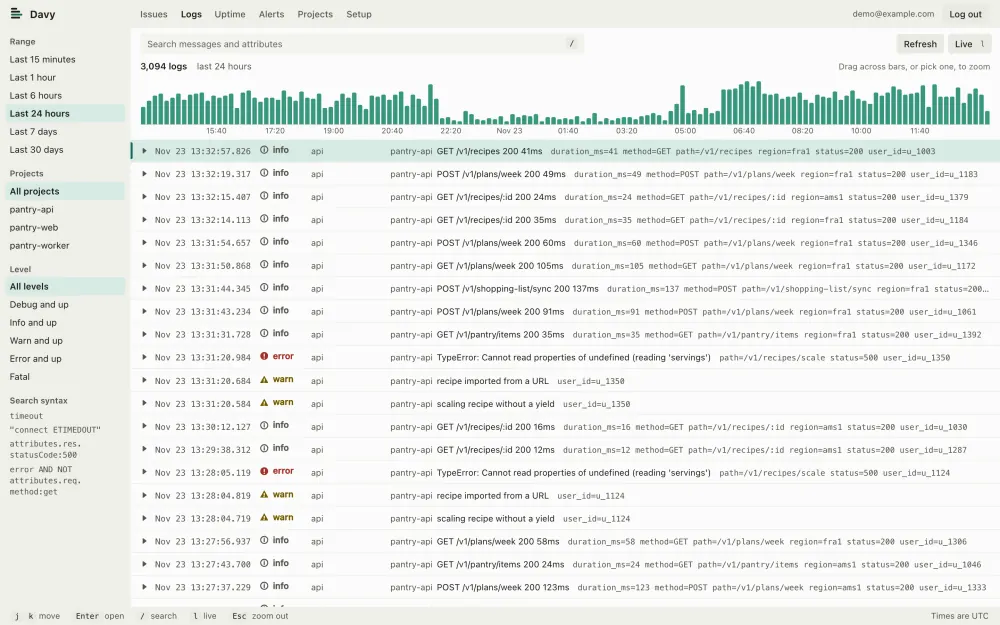 Davy
Issues Logs Uptime Alerts Projects Setup
demo@example.com Log out
Range
Last 15 minutes
Last 1 hour
Last 6 hours
Last 24 hours
Last 7 days
Last 30 days
Projects
All projects
pantry-api
pantry-web
pantry-worker
Level
All levels
Debug and up
Info and up
Warn and up
Error and up
Fatal
Search syntax
timeout
"connect ETIMEDOUT"
attributes.res.
statusCode:500
error AND NOT
attributes.req.
method:get
Search messages and attributes /
Refresh Live l
3,094 logs last 24 hours
Drag across bars, or pick one, to zoom
15:40 17:20 19:00 20:40 22:20 Nov 23 01:40 03:20 05:00 06:40 08:20 10:00 11:40
Nov 23 13:32:57.826 info api pantry-api GET /v1/recipes 200 41ms duration_ms=41 method=GET path=/v1/recipes region=fra1 status=200 user_id=u_1003
Nov 23 13:32:19.317 info api pantry-api POST /v1/plans/week 200 49ms duration_ms=49 method=POST path=/v1/plans/week region=fra1 status=200 user_id=u_1183
Nov 23 13:32:15.407 info api pantry-api GET /v1/recipes/:id 200 24ms duration_ms=24 method=GET path=/v1/recipes/:id region=ams1 status=200 user_id=u_1379
Nov 23 13:32:14.113 info api pantry-api GET /v1/recipes/:id 200 35ms duration_ms=35 method=GET path=/v1/recipes/:id region=fra1 status=200 user_id=u_1184
Nov 23 13:31:54.657 info api pantry-api POST /v1/plans/week 200 60ms duration_ms=60 method=POST path=/v1/plans/week region=fra1 status=200 user_id=u_1346
Nov 23 13:31:50.868 info api pantry-api GET /v1/plans/week 200 105ms duration_ms=105 method=GET path=/v1/plans/week region=fra1 status=200 user_id=u_1172
Nov 23 13:31:44.345 info api pantry-api POST /v1/shopping-list/sync 200 137ms duration_ms=137 method=POST path=/v1/shopping-list/sync region=fra1 status=200...
Nov 23 13:31:43.234 info api pantry-api POST /v1/plans/week 200 91ms duration_ms=91 method=POST path=/v1/plans/week region=fra1 status=200 user_id=u_1061
Nov 23 13:31:31.728 info api pantry-api GET /v1/pantry/items 200 35ms duration_ms=35 method=GET path=/v1/pantry/items region=fra1 status=200 user_id=u_1392
Nov 23 13:31:20.984 error api pantry-api TypeError: Cannot read properties of undefined (reading 'servings') path=/v1/recipes/scale status=500 user_id=u_1350
Nov 23 13:31:20.684 warn api pantry-api recipe imported from a URL user_id=u_1350
Nov 23 13:31:20.584 warn api pantry-api scaling recipe without a yield user_id=u_1350
Nov 23 13:30:12.127 info api pantry-api GET /v1/recipes/:id 200 16ms duration_ms=16 method=GET path=/v1/recipes/:id region=ams1 status=200 user_id=u_1030
Nov 23 13:29:38.312 info api pantry-api GET /v1/recipes/:id 200 12ms duration_ms=12 method=GET path=/v1/recipes/:id region=ams1 status=200 user_id=u_1287
Nov 23 13:28:05.119 error api pantry-api TypeError: Cannot read properties of undefined (reading 'servings') path=/v1/recipes/scale status=500 user_id=u_1124
Nov 23 13:28:04.819 warn api pantry-api recipe imported from a URL user_id=u_1124
Nov 23 13:28:04.719 warn api pantry-api scaling recipe without a yield user_id=u_1124
Nov 23 13:27:56.937 info api pantry-api GET /v1/plans/week 200 58ms duration_ms=58 method=GET path=/v1/plans/week region=fra1 status=200 user_id=u_1306
Nov 23 13:27:43.700 info api pantry-api GET /v1/pantry/items 200 24ms duration_ms=24 method=GET path=/v1/pantry/items region=ams1 status=200 user_id=u_1046
Nov 23 13:27:37.229 info api pantry-api POST /v1/plans/week 200 123ms duration_ms=123 method=POST path=/v1/plans/week region=ams1 status=200 user_id=u_1333
j k move Enter open / search l live Esc zoom out
Times are UTC